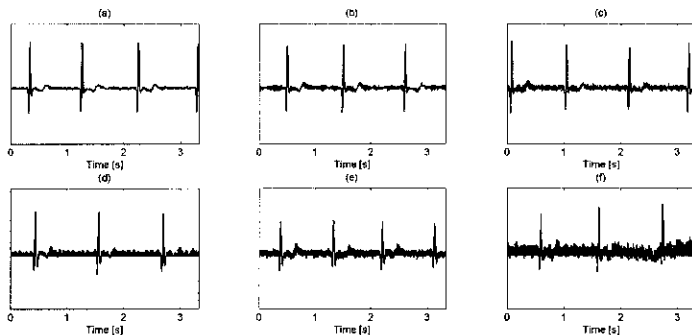 (a) (b) (c)
0 1 2 3 0 1 2 3 0 1 2 3
Time [s] Time [s] Time [s]
(d) (e) (f)
0 1 2 3 0 1 2 3 0 1 2 3
Time [s] Time [s] Time [s]